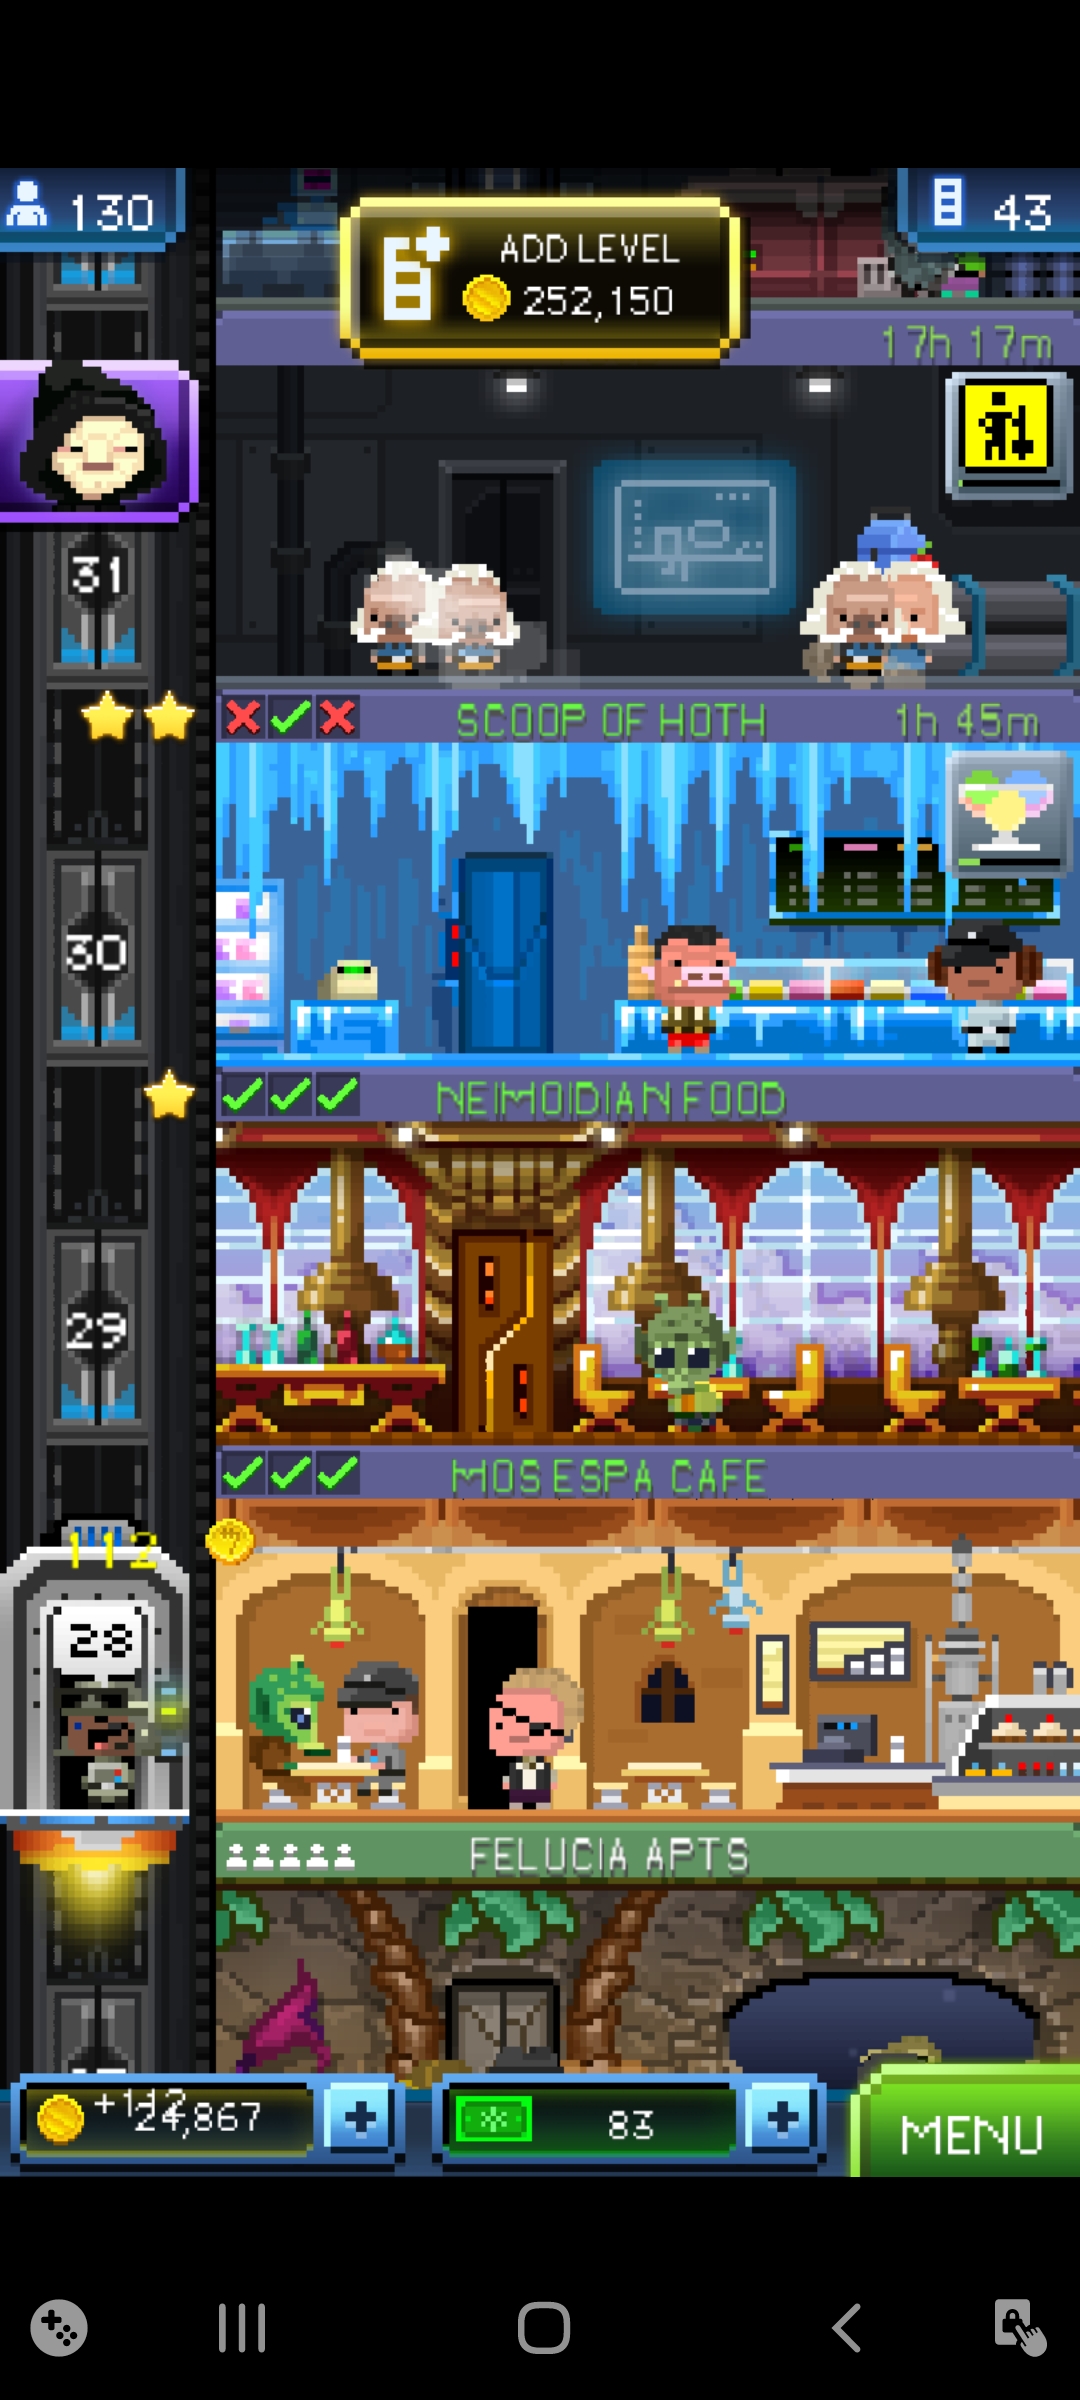 130
ADD LEVEL
252,150
43
17h 17m
31
SCOOP OF HOTH
1h 45m
30
NEIMOIDIAN FOOD
29
MOS ESPA CAFE
112
28
FELUCIA APTS
+112
24,867
83
MENU